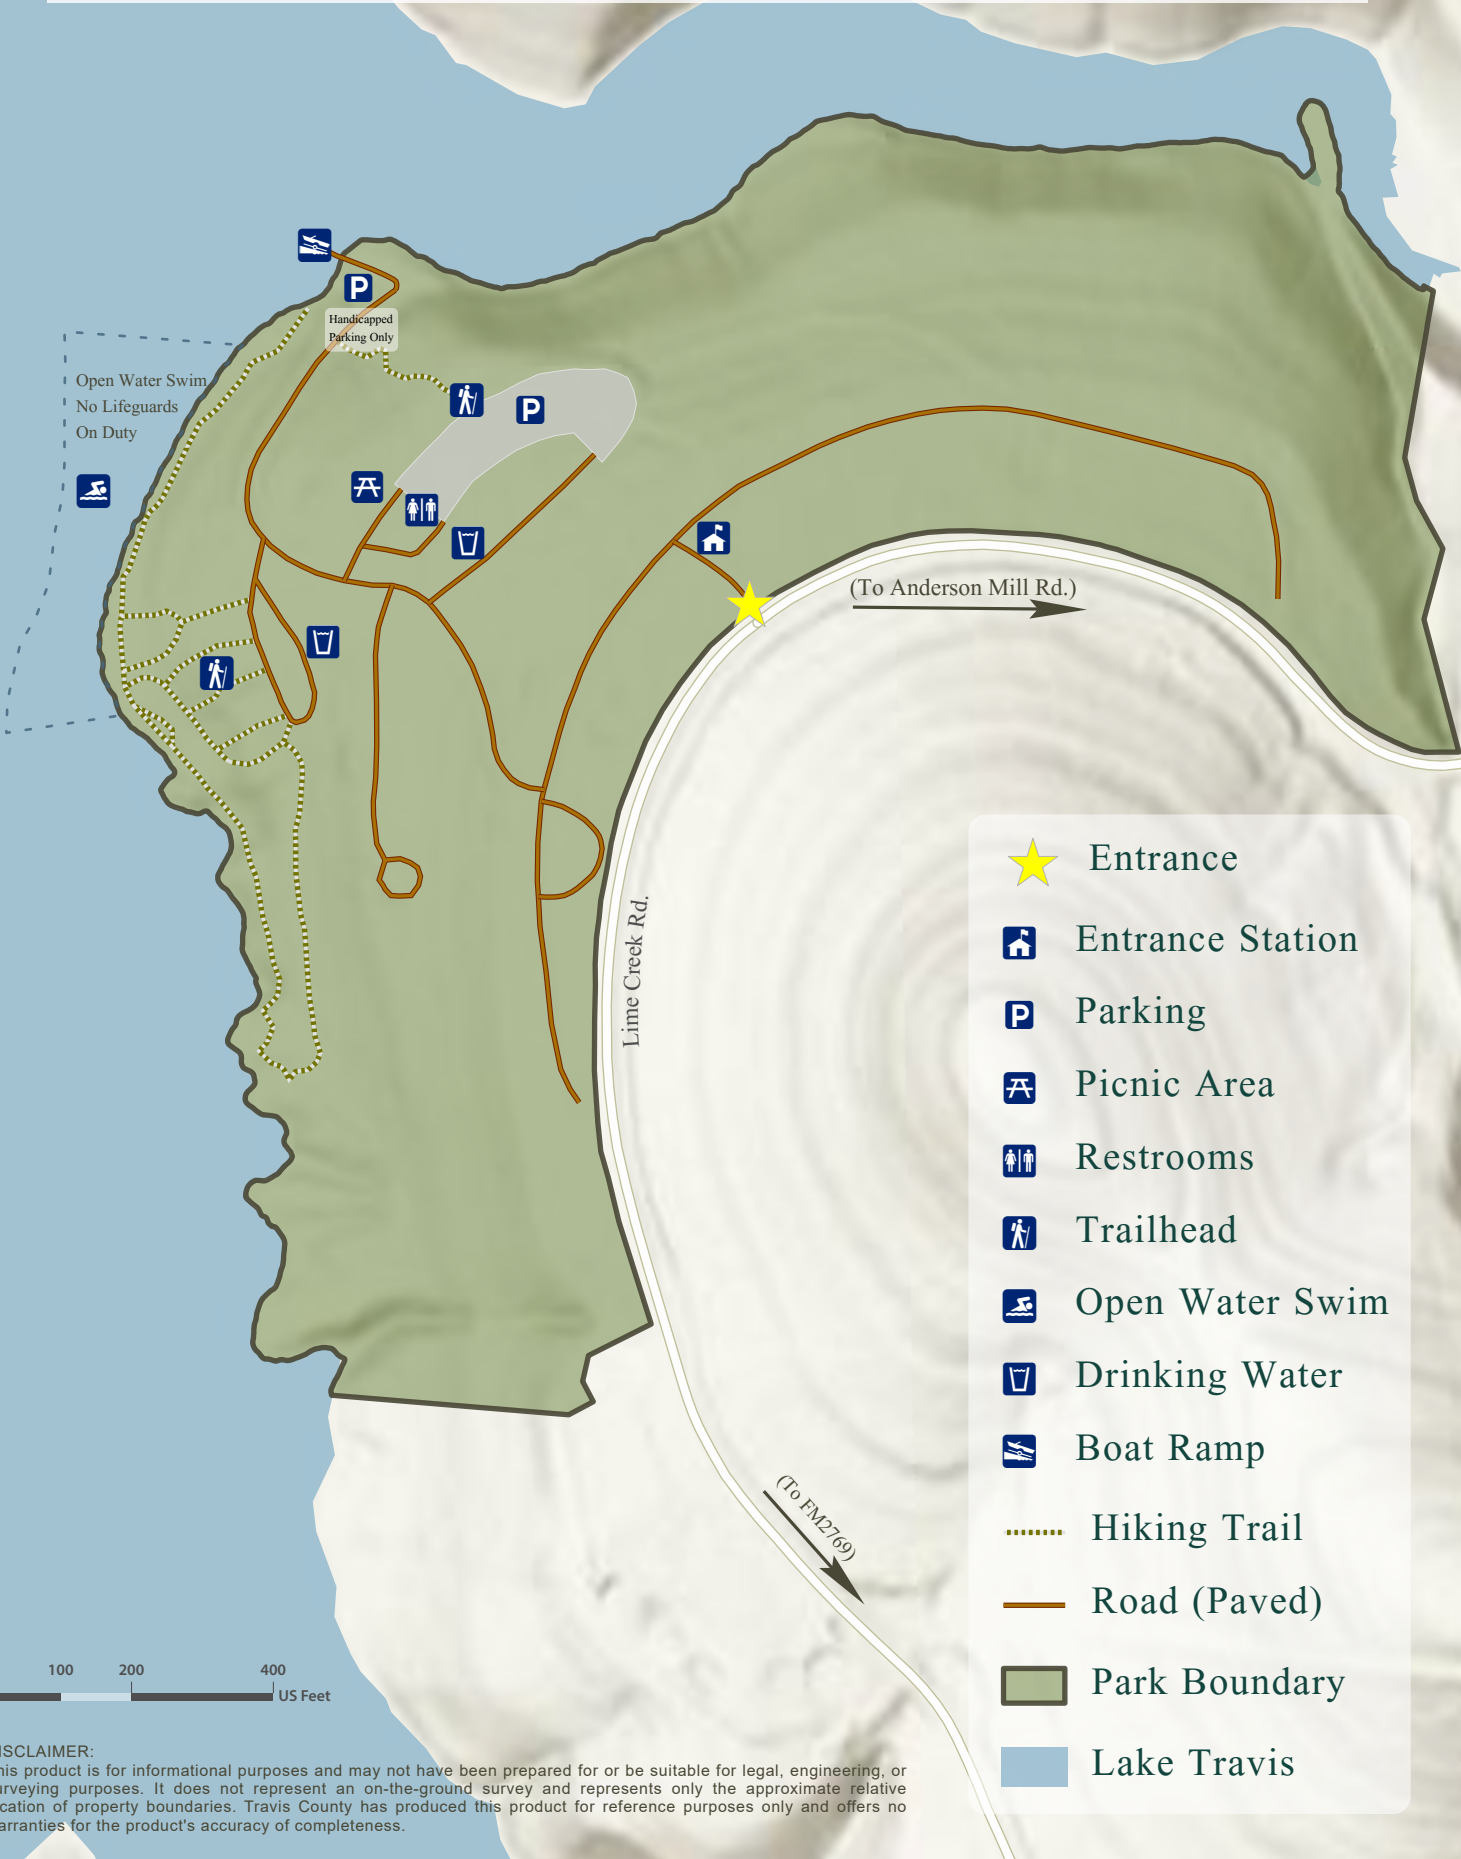 P
Handicapped
Parking Only
Open Water Swim
No Lifeguards
On Duty
P
(To Anderson Mill Rd.)
Lime Creek Rd.
(To FM2769)
Entrance
Entrance Station
P
Parking
Picnic Area
Restrooms
Trailhead
Open Water Swim
Drinking Water
Boat Ramp
Hiking Trail
Road (Paved)
Park Boundary
Lake Travis
100 200 400
US Feet
ISCLAIMER:
his product is for informational purposes and may not have been prepared for or be suitable for legal, engineering, or
urveying purposes. It does not represent an on-the-ground survey and represents only the approximate relative
cation of property boundaries. Travis County has produced this product for reference purposes only and offers no
arranties for the product's accuracy of completeness.